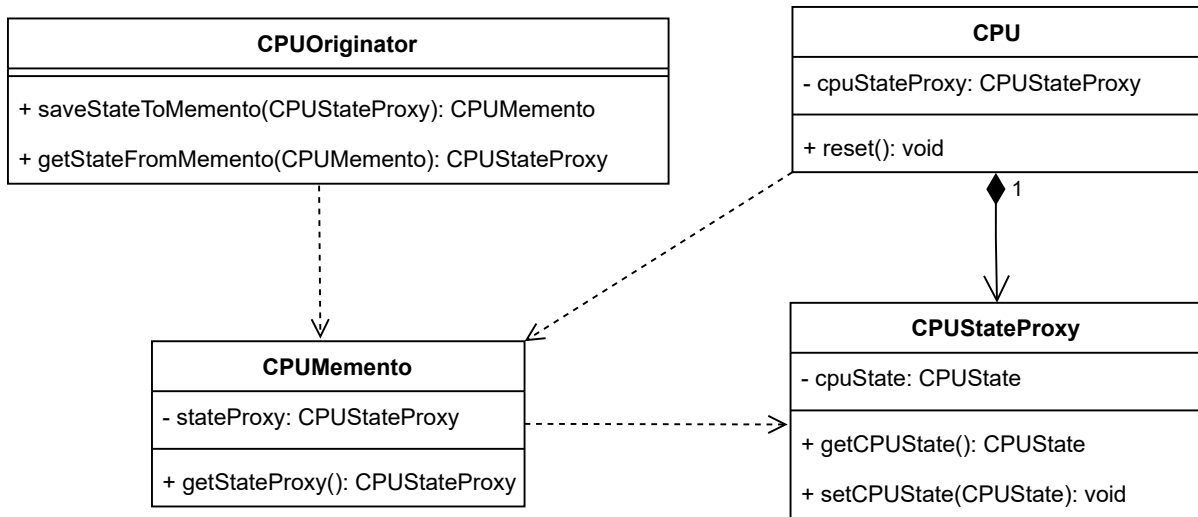 CPUOriginator
+ saveStateToMemento(CPUStateProxy): CPUMemento
+ getStateFromMemento(CPUMemento): CPUStateProxy
CPU
- cpuStateProxy: CPUStateProxy
+ reset(): void
1
CPUMemento
- stateProxy: CPUStateProxy
+ getStateProxy(): CPUStateProxy
CPUStateProxy
- cpuState: CPUState
+ getCPUState(): CPUState
+ setCPUState(CPUState): void